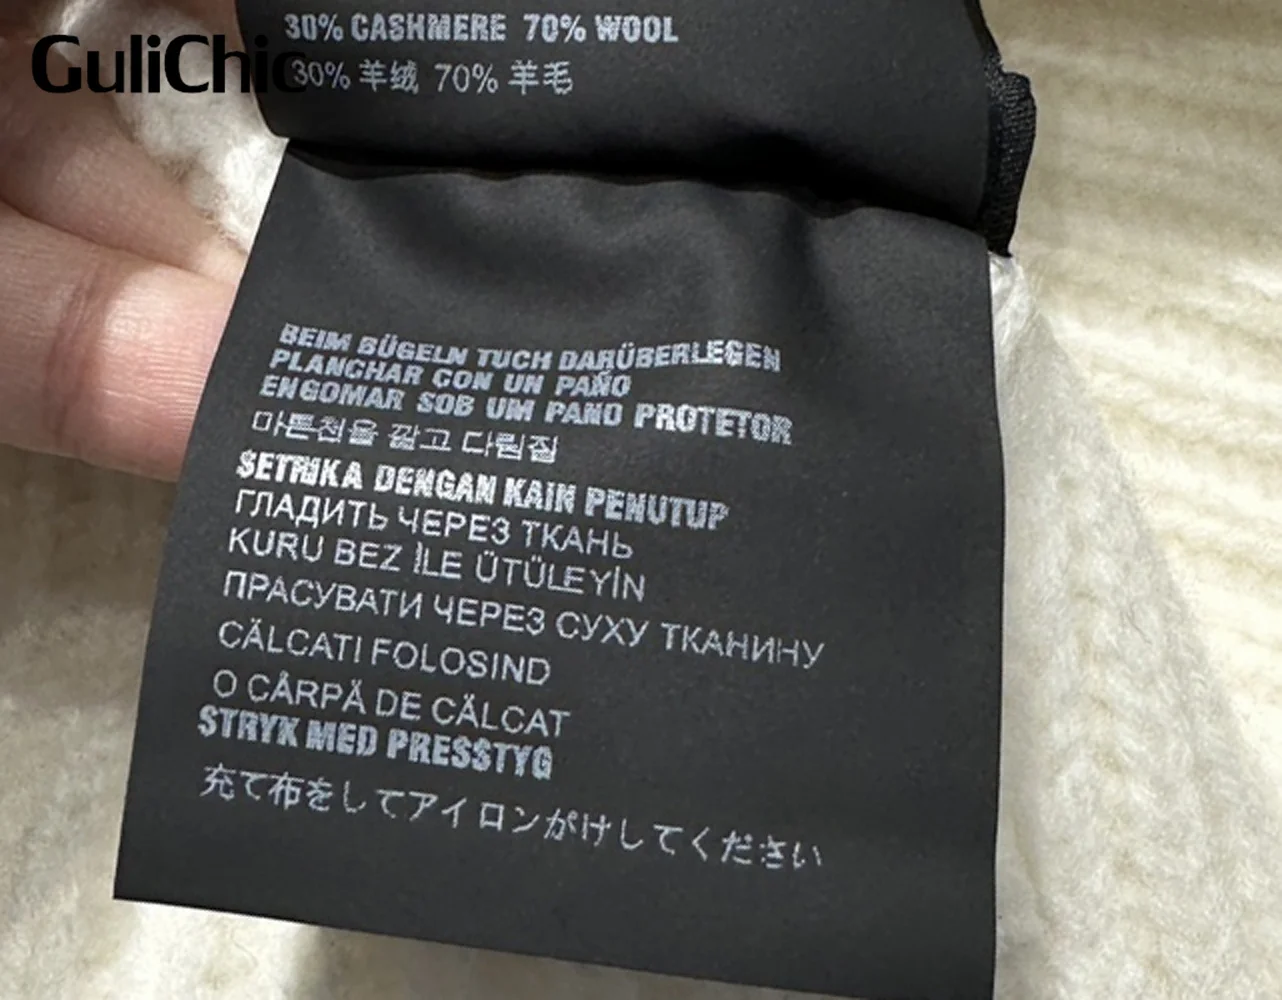 30% CASHMERE 70% WOOL
GuliChic
30% 羊绒 70% 羊毛
BEIM BÜGELN TUCH DARÜBERLEGEN
PLANCHAR CON UN PAÑO
ENGOMAR SOB UM PANO PROTETOR
마른천을 깔고 다림질
SETRIKA DENGAN KAIN PENUTUP
ГЛАДИТЬ ЧЕРЕЗ ТКАНЬ
KURU BEZ İLE ÜTÜLEYİN
ПРАСУВАТИ ЧЕРЕЗ СУХУ ТКАНИНУ
CĂLCATI FOLOSIND
O CÂRPĂ DE CĂLCAT
STRYK MED PRESSTYG
充て布をしてアイロンがけしてください